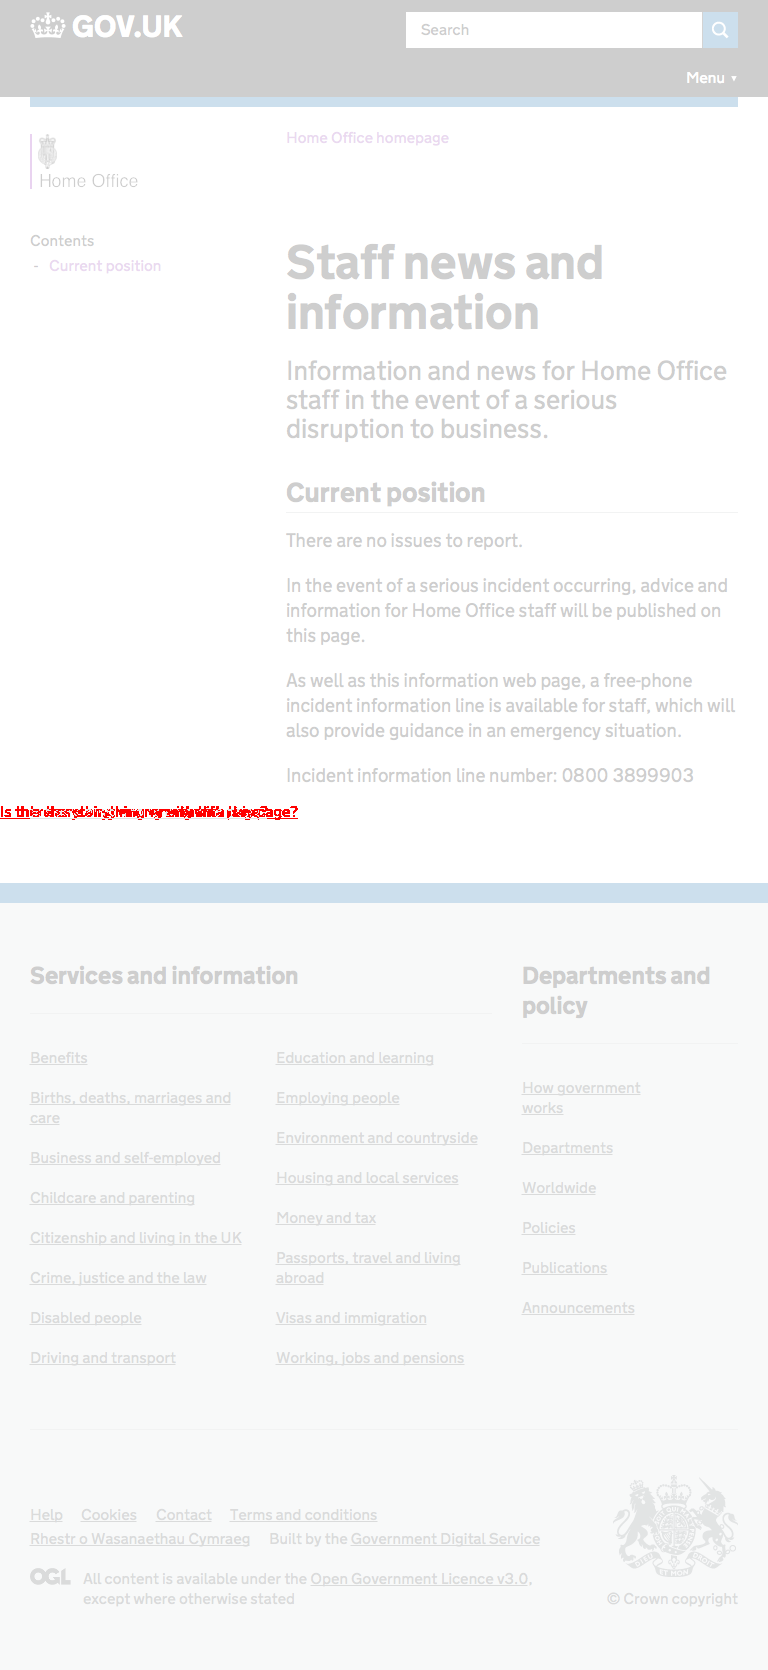 GOV.UK
Search
Menu ▼
Home Office homepage
Home Office
Contents
- Current position
Staff news and
information
Information and news for Home Office
staff in the event of a serious
disruption to business.
Current position
There are no issues to report.
In the event of a serious incident occurring, advice and
information for Home Office staff will be published on
this page.
As well as this information web page, a free-phone
incident information line is available for staff, which will
also provide guidance in an emergency situation.
Incident information line number: 0800 3899903
Services and information
Benefits
Births, deaths, marriages and
care
Business and self-employed
Childcare and parenting
Citizenship and living in the UK
Crime, justice and the law
Disabled people
Driving and transport
Education and learning
Employing people
Environment and countryside
Housing and local services
Money and tax
Passports, travel and living
abroad
Visas and immigration
Working, jobs and pensions
Departments and
policy
How government
works
Departments
Worldwide
Policies
Publications
Announcements
Help Cookies Contact Terms and conditions
Rhestr o Wasanaethau Cymraeg Built by the Government Digital Service
OGL All content is available under the Open Government Licence v3.0,
except where otherwise stated
© Crown copyright